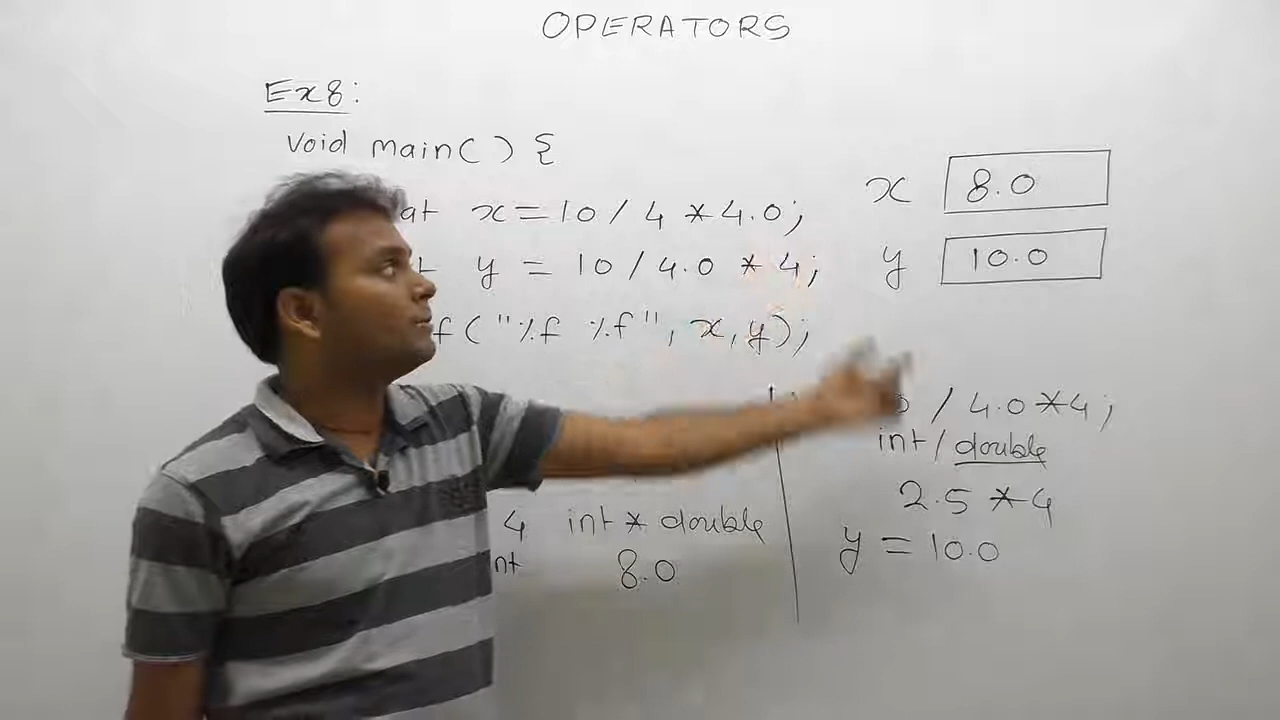 OPERATORS
Ex8:
void main( ) {
at x=10/4 *4.0;
x 8.0
t y = 10/4.0 * 4;
y 10.0
f("%f %f", x,y);
/ 4.0*4;
int/double
2.5 *4
y = 10.0
4 int * double
nt 8.0